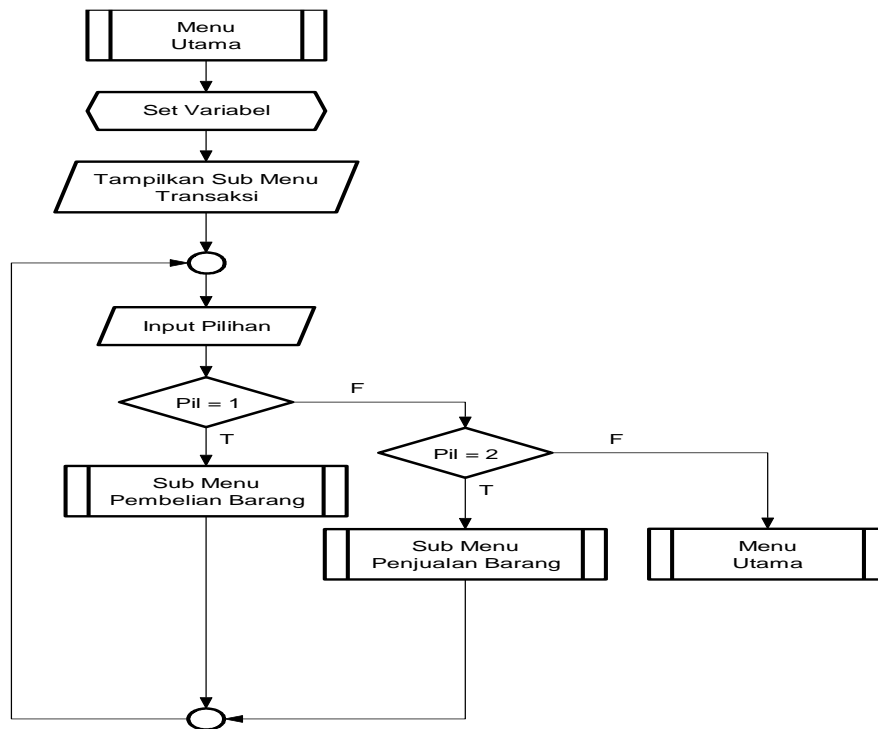 Menu
Utama
Set Variabel
Tampilkan Sub Menu
Transaksi
Input Pilihan
Pil = 1
F
T
Pil = 2
F
T
Sub Menu
Pembelian Barang
Sub Menu
Penjualan Barang
Menu
Utama